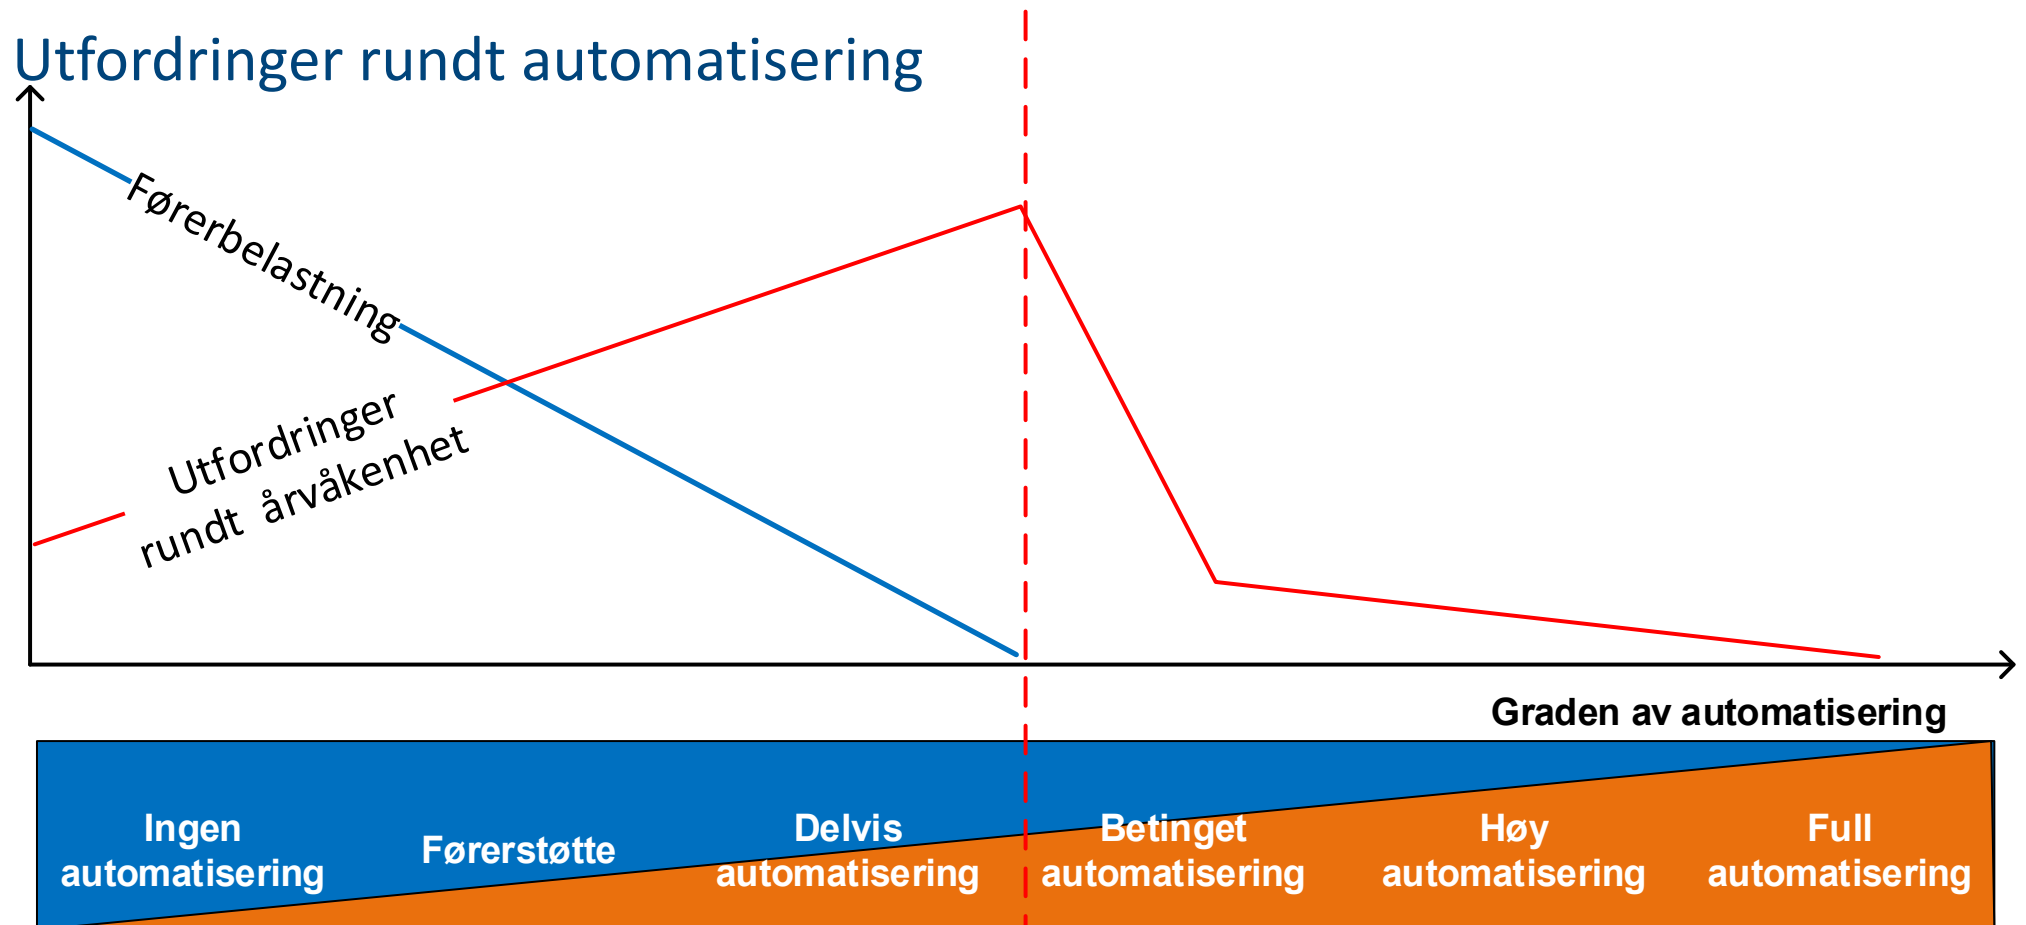 Utfordringer rundt automatisering
Førerbelastning
Utfordringer
rundt årvåkenhet
Graden av automatisering
Ingen
automatisering
Førerstøtte
Delvis
automatisering
Betinget
automatisering
Høy
automatisering
Full
automatisering